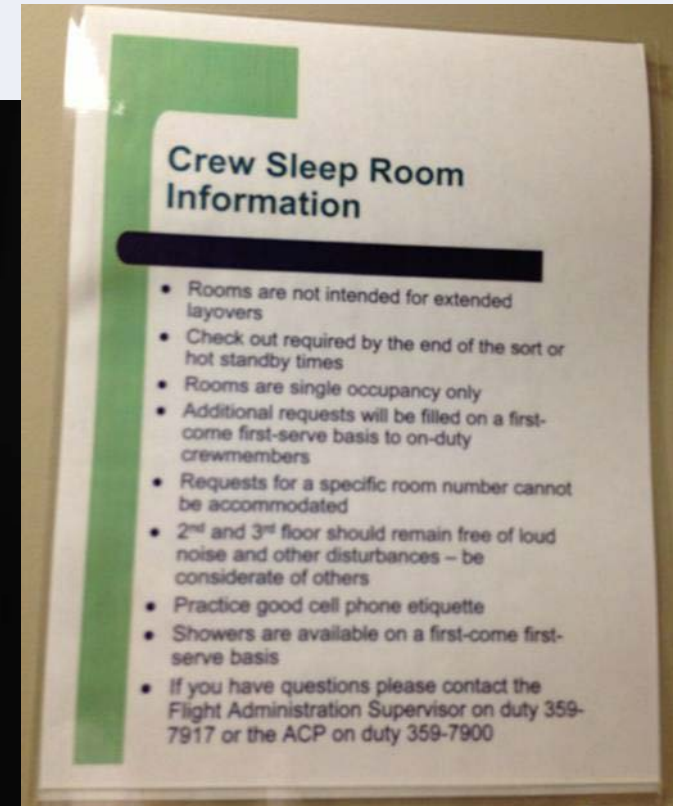 Crew Sleep Room
Information
• Rooms are not intended for extended
layovers
• Check out required by the end of the sort or
hot standby times
• Rooms are single occupancy only
• Additional requests will be filled on a first-
come first-serve basis to on-duty
crewmembers
• Requests for a specific room number cannot
be accommodated
• 2nd and 3rd floor should remain free of loud
noise and other disturbances – be
considerate of others
• Practice good cell phone etiquette
• Showers are available on a first-come first-
serve basis
• If you have questions please contact the
Flight Administration Supervisor on duty 359-
7917 or the ACP on duty 359-7900